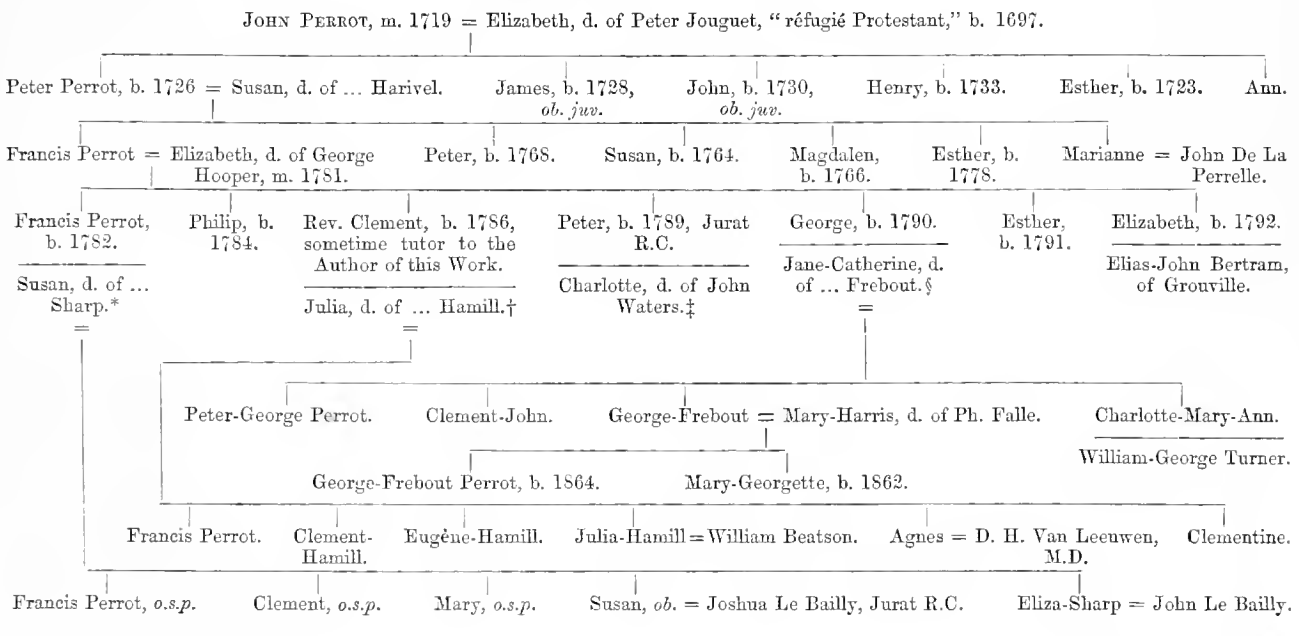 JOHN PERROT, m. 1719 = Elizabeth, d. of Peter Jouguet, "réfugié Protestant," b. 1697.
Peter Perrot, b. 1726 = Susan, d. of ... Harivel. James, b. 1728, John, b. 1730, Henry, b. 1733. Esther, b. 1723. Ann.
ob. juv. ob. juv.
Francis Perrot = Elizabeth, d. of George Peter, b. 1768. Susan, b. 1764. Magdalen, Esther, b. Marianne = John De La
Hooper, m. 1781. b. 1766. 1778. Perrelle.
Francis Perrot, Philip, b. Rev. Clement, b. 1786, Peter, b. 1789, Jurat George, b. 1790. Esther, Elizabeth, b. 1792.
b. 1782. 1784. sometime tutor to the R.C. b. 1791.
Author of this Work. Jane-Catherine, d. Elias-John Bertram,
Susan, d. of ... Charlotte, d. of John of ... Frebout.§ of Grouville.
Sharp.* Julia, d. of ... Hamill.† Waters.‡ =
= =
Peter-George Perrot. Clement-John. George-Frebout = Mary-Harris, d. of Ph. Falle. Charlotte-Mary-Ann.
William-George Turner.
George-Frebout Perrot, b. 1864. Mary-Georgette, b. 1862.
Francis Perrot. Clement- Eugène-Hamill. Julia-Hamill = William Beatson. Agnes = D. H. Van Leeuwen, Clementine.
Hamill. M.D.
Francis Perrot, o.s.p. Clement, o.s.p. Mary, o.s.p. Susan, ob. = Joshua Le Bailly, Jurat R.C. Eliza-Sharp = John Le Bailly.